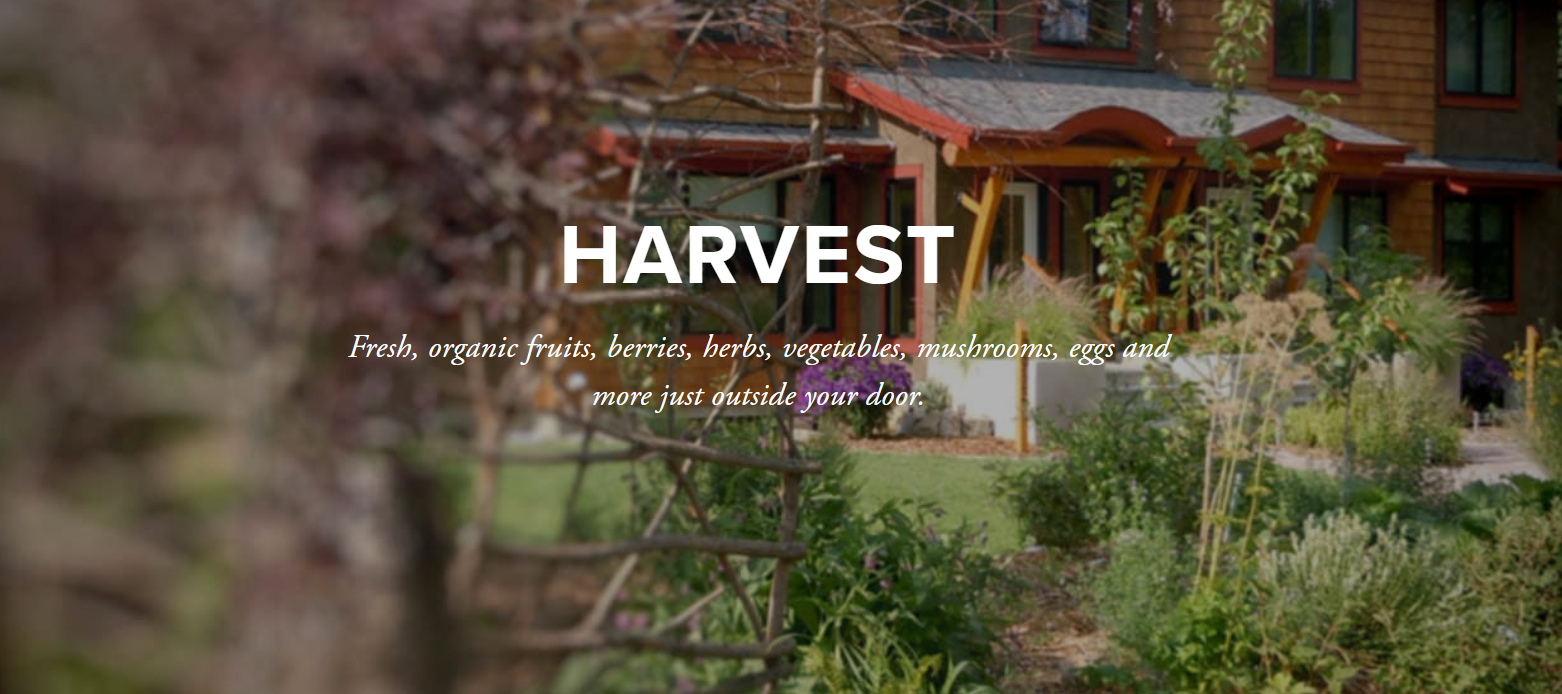 HARVEST
Fresh, organic fruits, berries, herbs, vegetables, mushrooms, eggs and
more just outside your door.